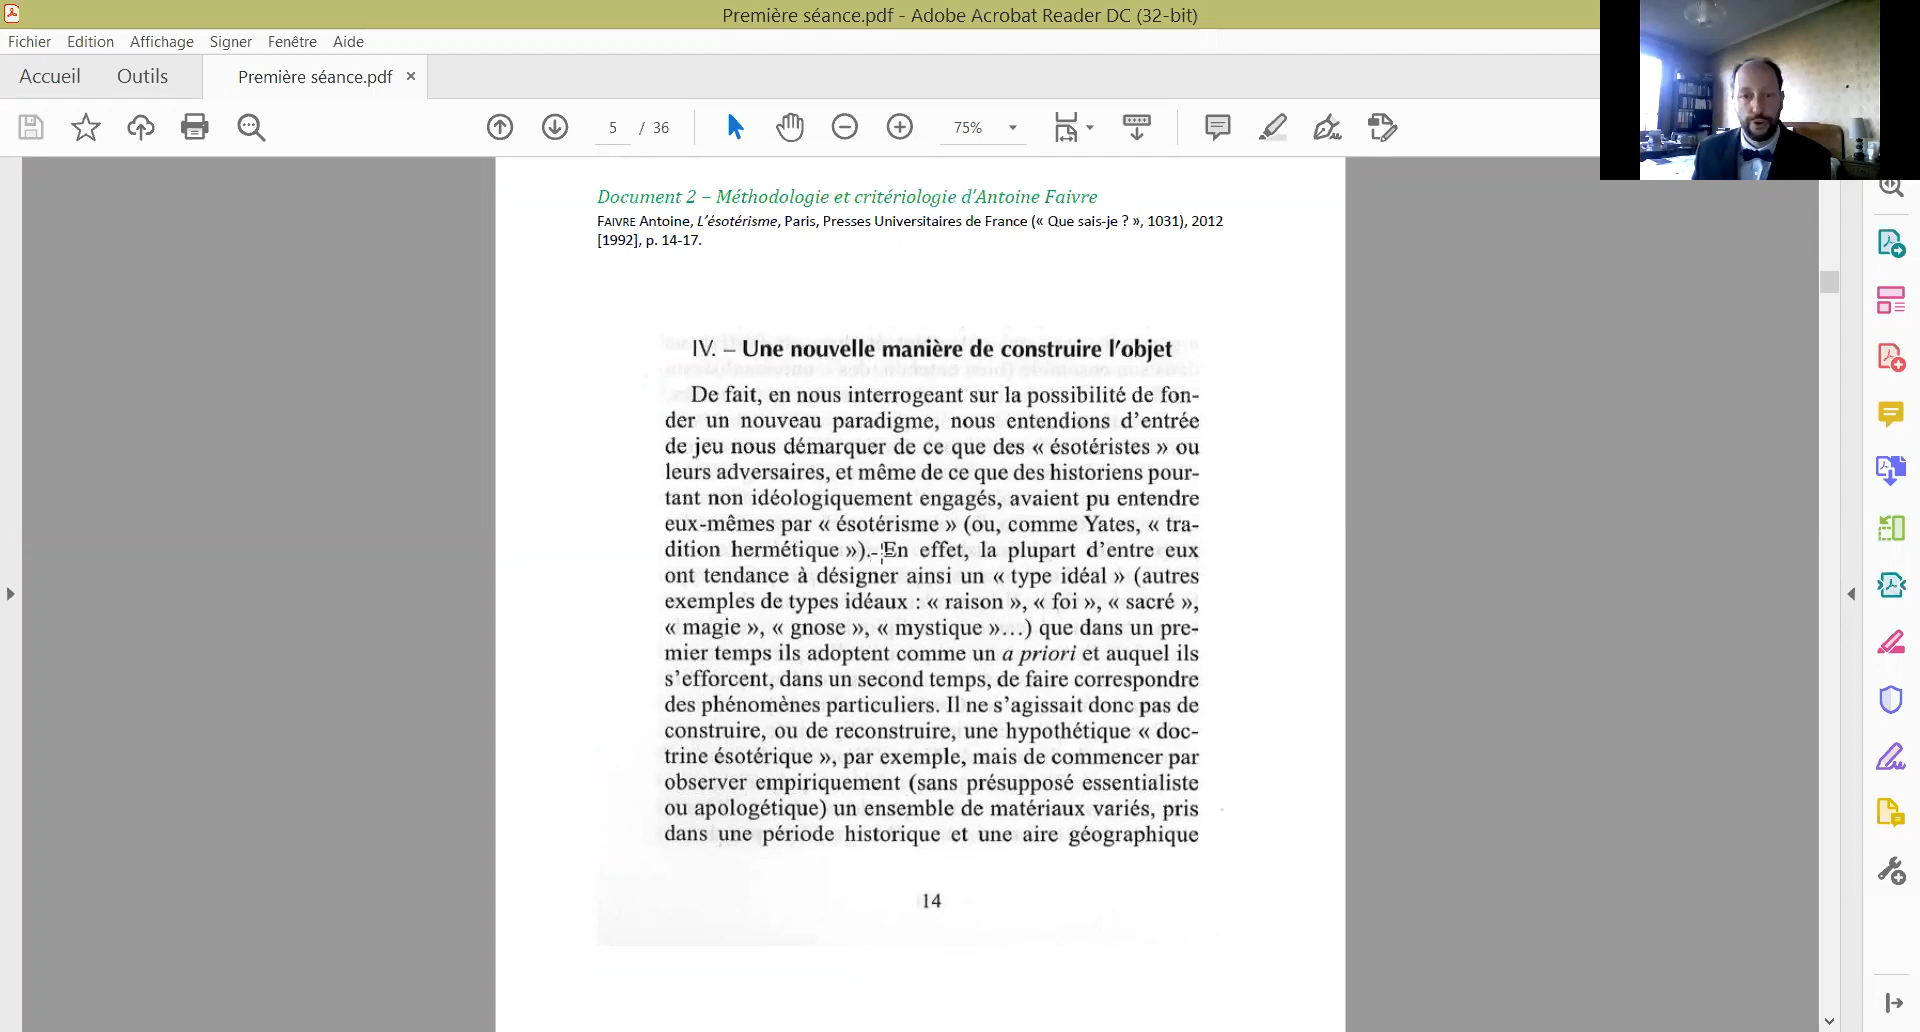 Première séance.pdf - Adobe Acrobat Reader DC (32-bit)
Fichier Edition Affichage Signer Fenêtre Aide
Accueil Outils Première séance.pdf ×
5 / 36 75%
Document 2 – Méthodologie et critériologie d'Antoine Faivre
FAIVRE Antoine, L'ésotérisme, Paris, Presses Universitaires de France (« Que sais-je ? », 1031), 2012
[1992], p. 14-17.
IV. – Une nouvelle manière de construire l'objet
De fait, en nous interrogeant sur la possibilité de fon-
der un nouveau paradigme, nous entendions d'entrée
de jeu nous démarquer de ce que des « ésotéristes » ou
leurs adversaires, et même de ce que des historiens pour-
tant non idéologiquement engagés, avaient pu entendre
eux-mêmes par « ésotérisme » (ou, comme Yates, « tra-
dition hermétique »). En effet, la plupart d'entre eux
ont tendance à désigner ainsi un « type idéal » (autres
exemples de types idéaux : « raison », « foi », « sacré »,
« magie », « gnose », « mystique »…) que dans un pre-
mier temps ils adoptent comme un a priori et auquel ils
s'efforcent, dans un second temps, de faire correspondre
des phénomènes particuliers. Il ne s'agissait donc pas de
construire, ou de reconstruire, une hypothétique « doc-
trine ésotérique », par exemple, mais de commencer par
observer empiriquement (sans présupposé essentialiste
ou apologétique) un ensemble de matériaux variés, pris
dans une période historique et une aire géographique
14